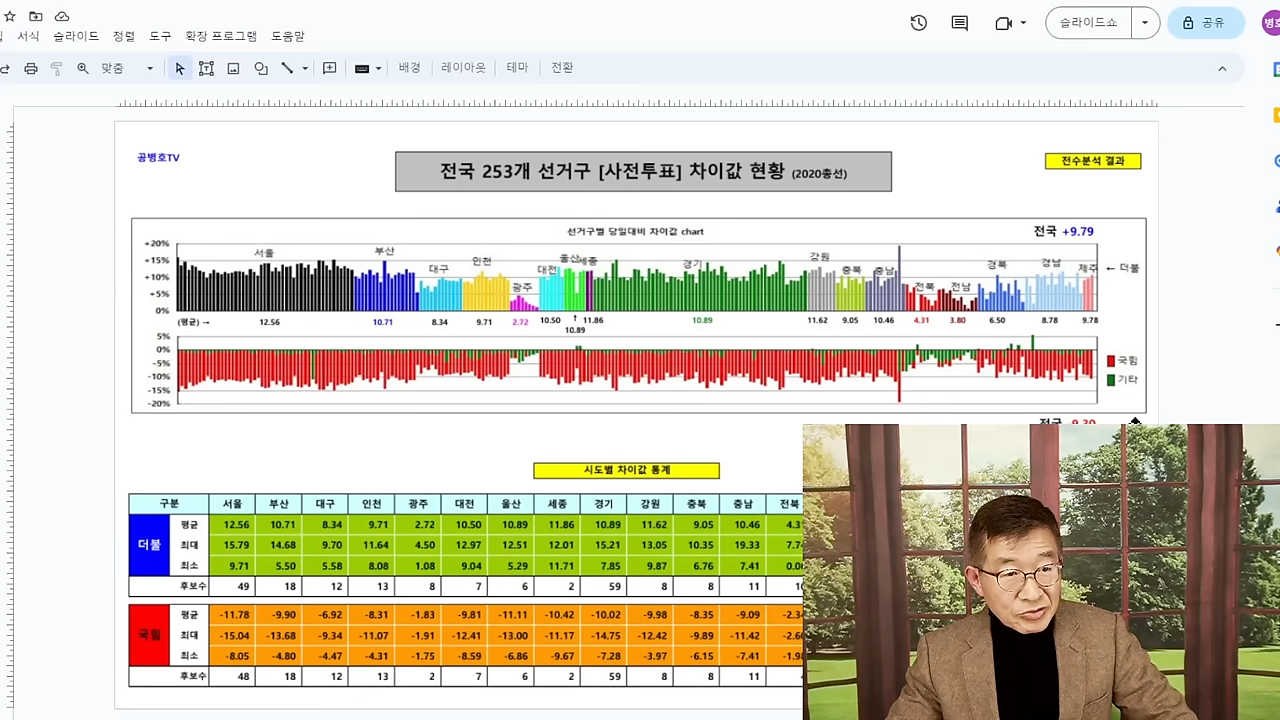 서식 슬라이드 정렬 도구 확장 프로그램 도움말
슬라이드쇼
공유
맞춤
배경 레이아웃 테마 전환
공병호TV
전국 253개 선거구 [사전투표] 차이값 현황 (2020총선)
전수분석 결과
선거구별 당일대비 차이값 chart
전국 +9.79
+20%
+15%
+10%
+5%
0%
서울 부산 대구 인천 광주 대전 울산 세종 경기 강원 충북 충남 전북 전남 경북 경남 제주
← 더불
(평균) → 12.56 10.71 8.34 9.71 2.72 10.50 ↑ 11.86 10.89 11.62 9.05 10.46 4.31 3.80 6.50 8.78 9.78
10.89
5%
0%
-5%
-10%
-15%
-20%
국힘
기타
시도별 차이값 통계
구분 서울 부산 대구 인천 광주 대전 울산 세종 경기 강원 충북 충남 전북
더불
평균 12.56 10.71 8.34 9.71 2.72 10.50 10.89 11.86 10.89 11.62 9.05 10.46
최대 15.79 14.68 9.70 11.64 4.50 12.97 12.51 12.01 15.21 13.05 10.35 19.33
최소 9.71 5.50 5.58 8.08 1.08 9.04 5.29 11.71 7.85 9.87 6.76 7.41
후보수 49 18 12 13 8 7 6 2 59 8 8 11
국힘
평균 -11.78 -9.90 -6.92 -8.31 -1.83 -9.81 -11.11 -10.42 -10.02 -9.98 -8.35 -9.09
최대 -15.04 -13.68 -9.34 -11.07 -1.91 -12.41 -13.00 -11.17 -14.75 -12.42 -9.89 -11.42
최소 -8.05 -4.80 -4.47 -4.31 -1.75 -8.59 -6.86 -9.67 -7.28 -3.97 -6.15 -7.41
후보수 48 18 12 13 2 7 6 2 59 8 8 11